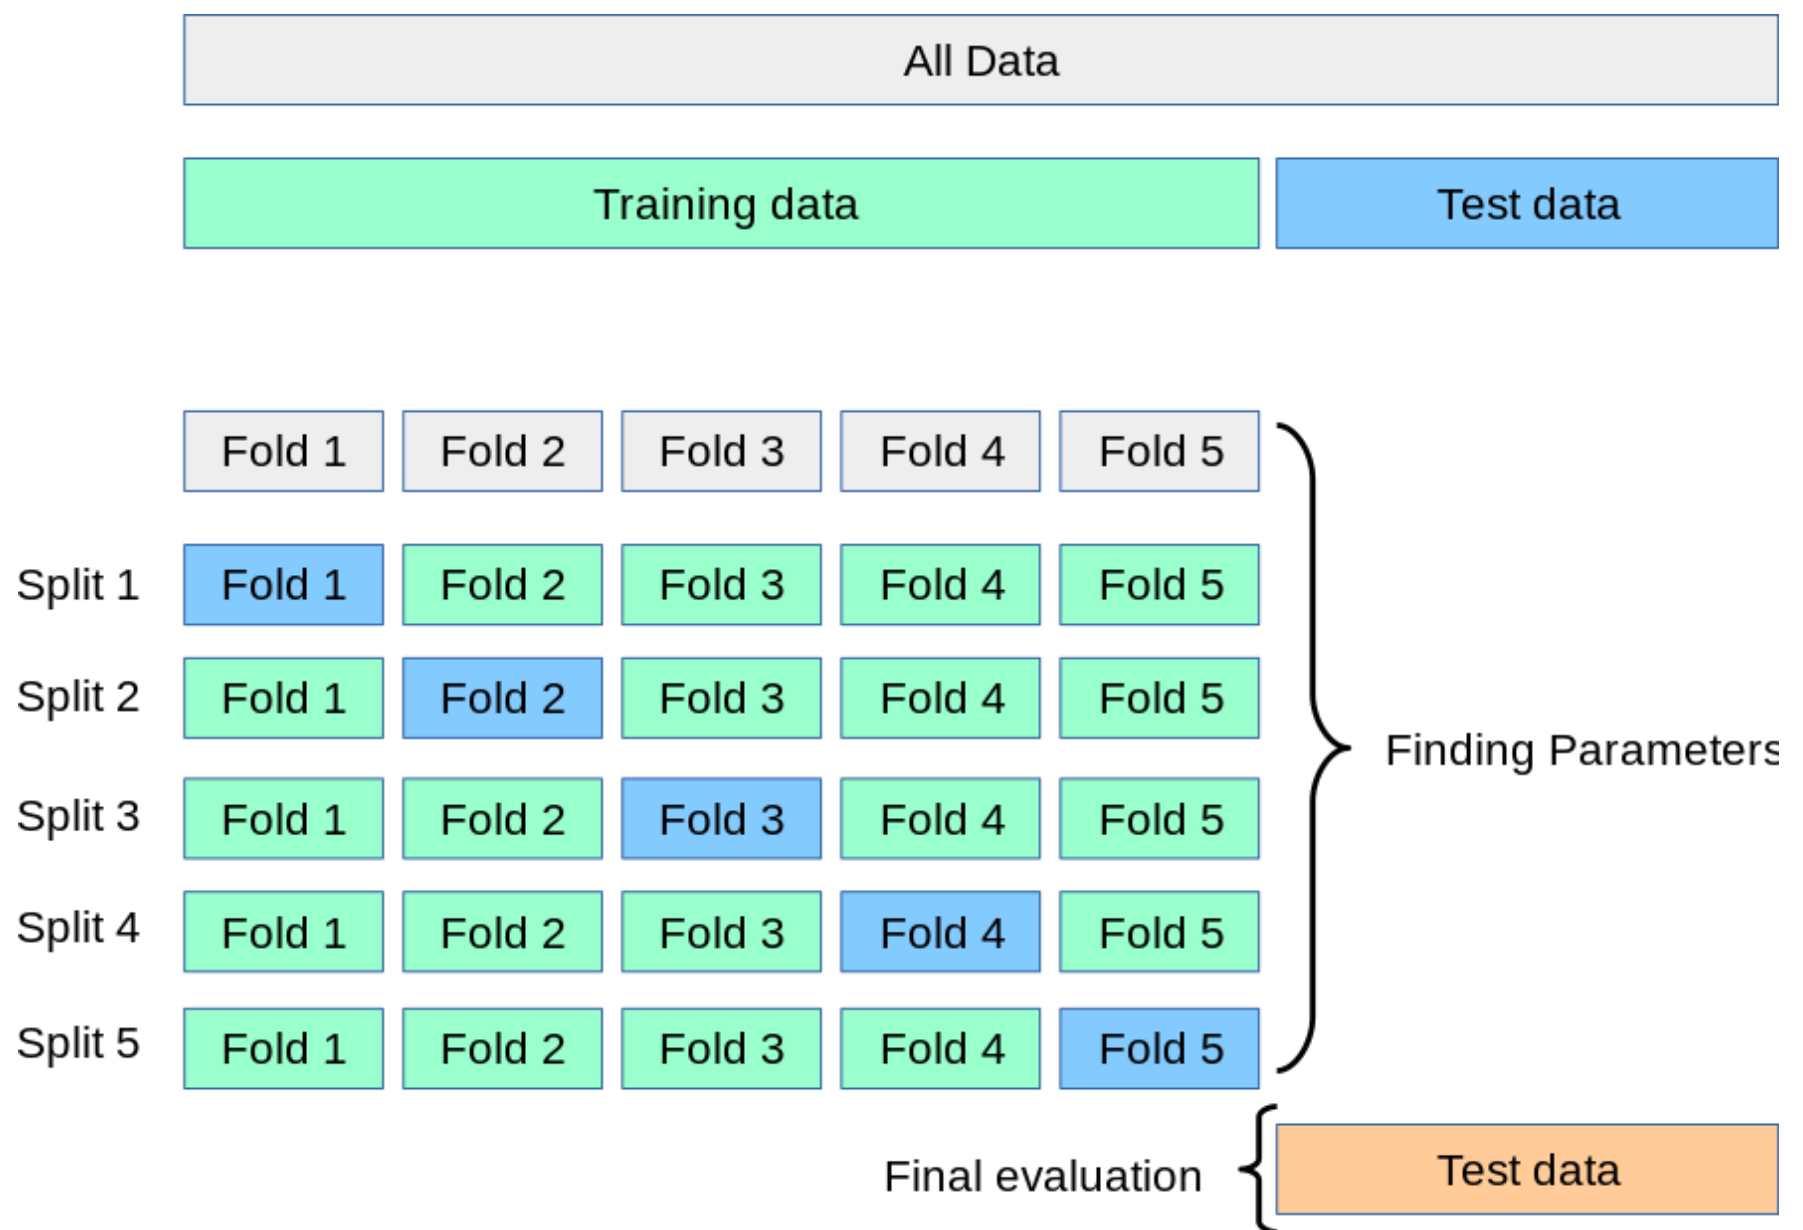 All Data
Training data Test data
Fold 1 Fold 2 Fold 3 Fold 4 Fold 5
Split 1 Fold 1 Fold 2 Fold 3 Fold 4 Fold 5
Split 2 Fold 1 Fold 2 Fold 3 Fold 4 Fold 5
Finding Parameters
Split 3 Fold 1 Fold 2 Fold 3 Fold 4 Fold 5
Split 4 Fold 1 Fold 2 Fold 3 Fold 4 Fold 5
Split 5 Fold 1 Fold 2 Fold 3 Fold 4 Fold 5
Final evaluation Test data